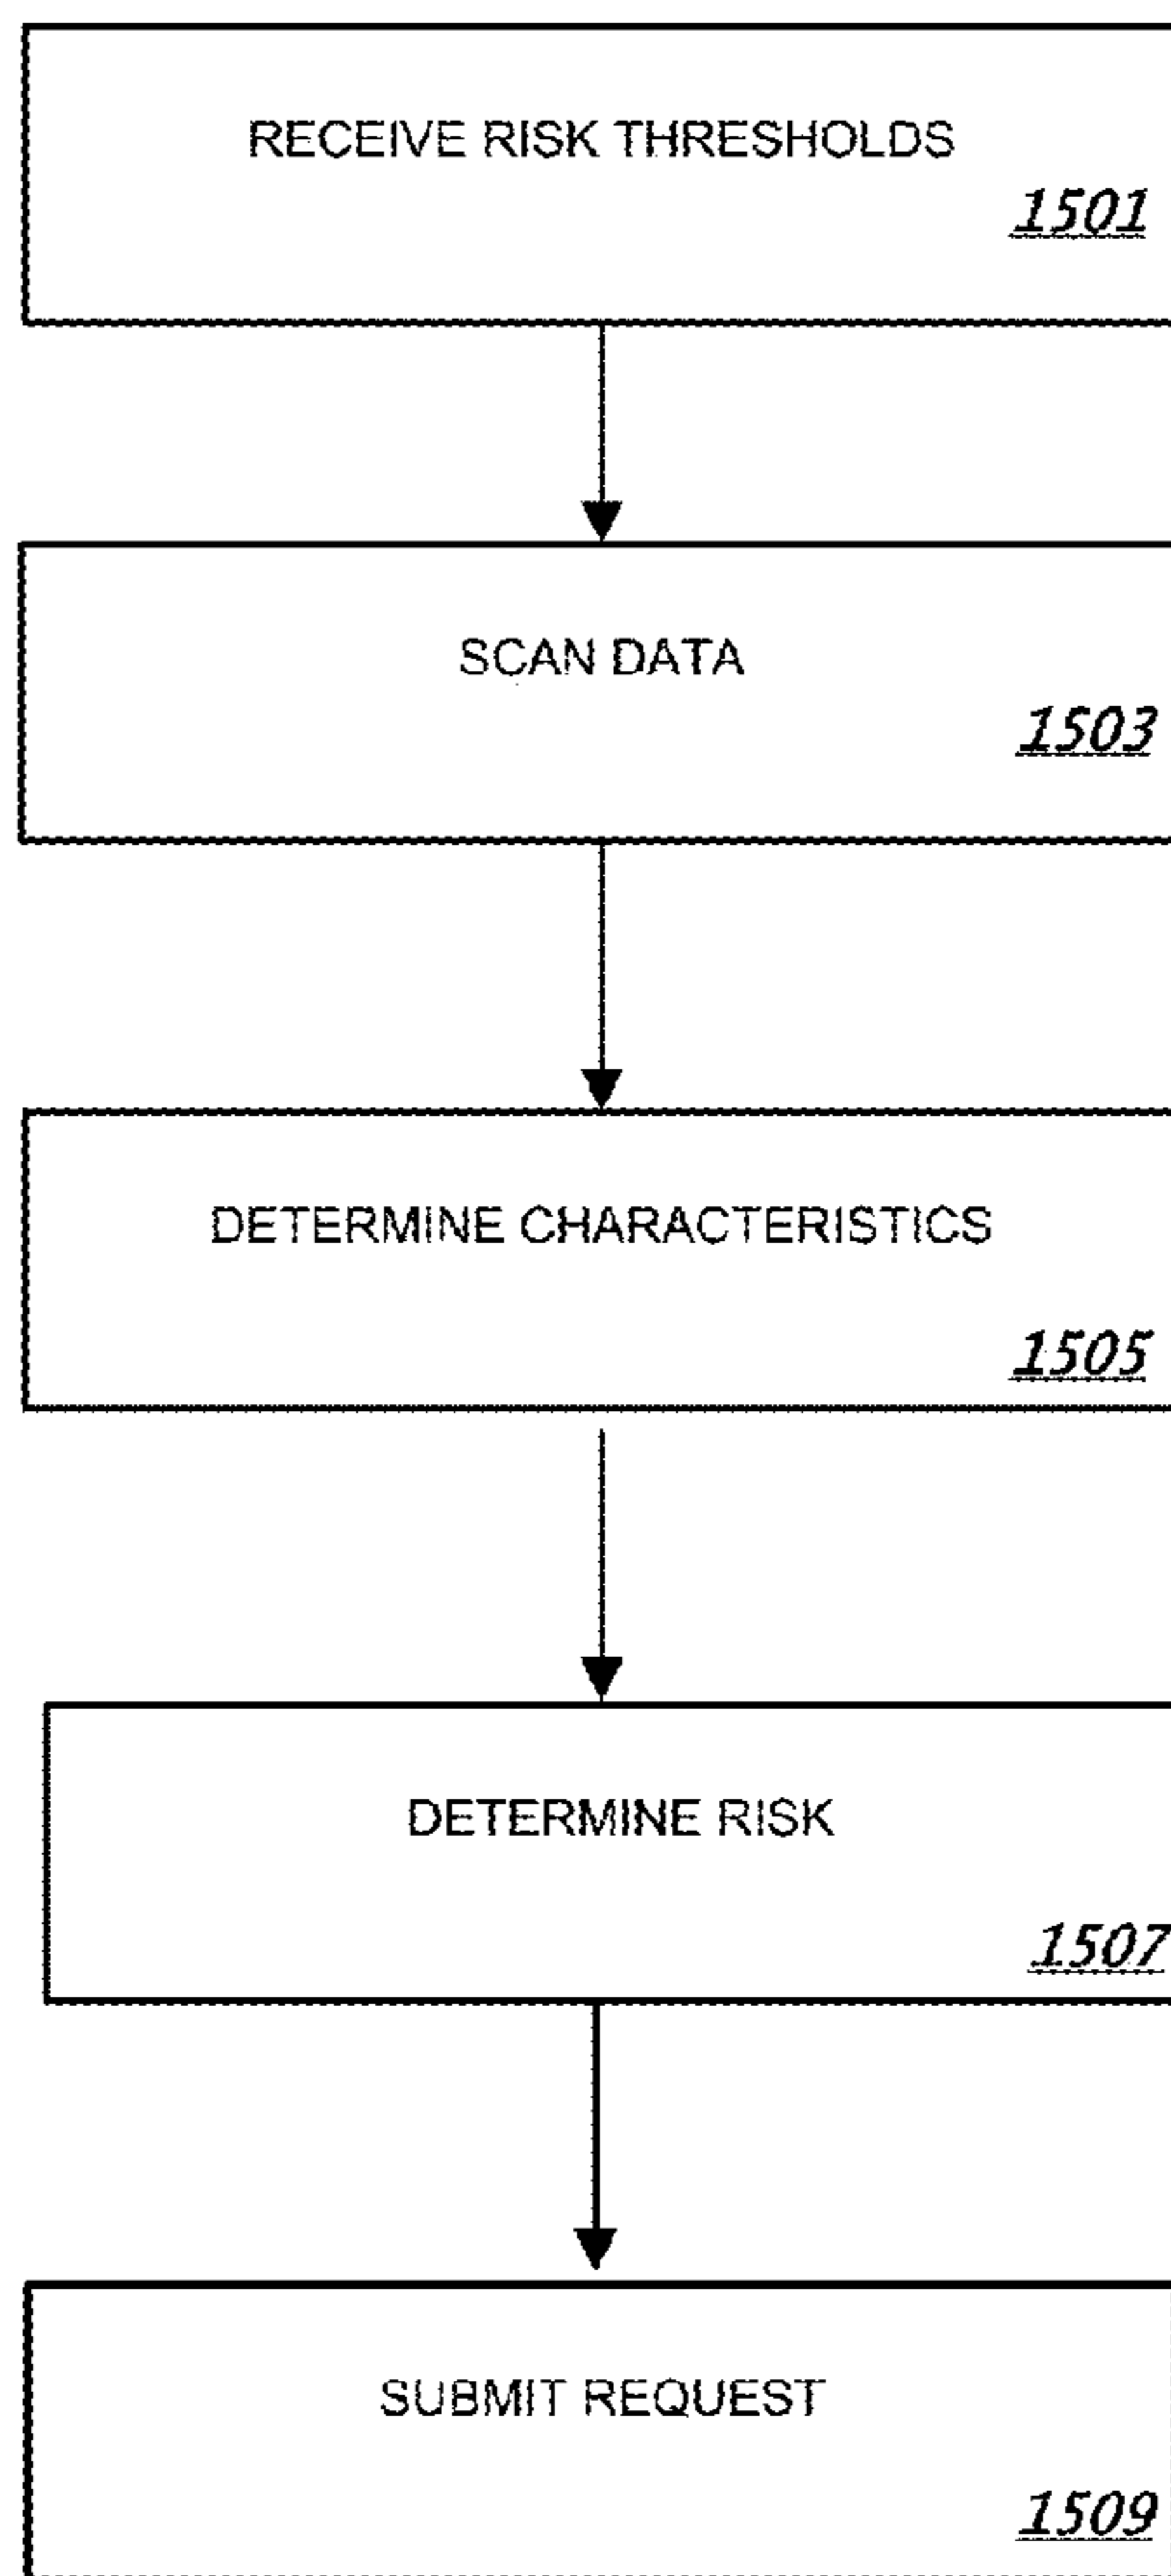 RECEIVE RISK THRESHOLDS
1501
SCAN DATA
1503
DETERMINE CHARACTERISTICS
1505
DETERMINE RISK
1507
SUBMIT REQUEST
1509